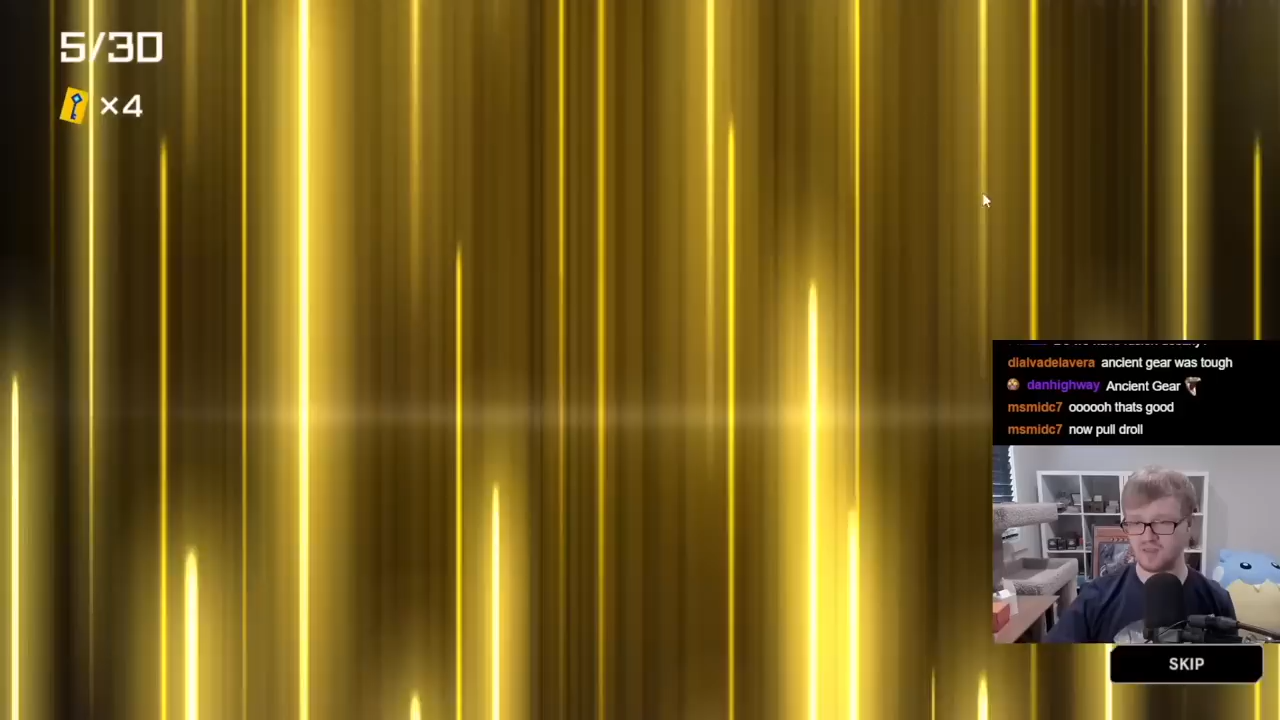 5/30
×4
dialvadelavera ancient gear was tough
danhighway Ancient Gear
msmidc7 oooooh thats good
msmidc7 now pull droll
SKIP